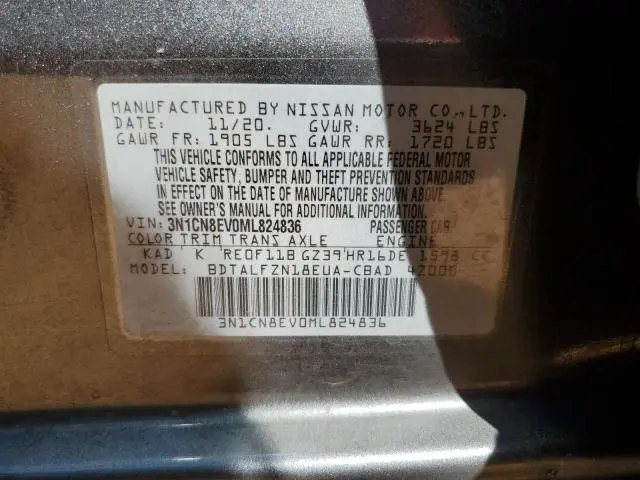 MANUFACTURED BY NISSAN MOTOR CO., LTD.
DATE: 11/20. GVWR: 3624 LBS
GAWR FR: 1905 LBS GAWR RR: 1720 LBS
THIS VEHICLE CONFORMS TO ALL APPLICABLE FEDERAL MOTOR
VEHICLE SAFETY, BUMPER AND THEFT PREVENTION STANDARDS
IN EFFECT ON THE DATE OF MANUFACTURE SHOWN ABOVE.
SEE OWNER'S MANUAL FOR ADDITIONAL INFORMATION.
VIN: 3N1CN8EV0ML824836 PASSENGER CAR
COLOR TRIM TRANS AXLE ENGINE
KAD K RE0F11B GZ39 HR16DE 1598 CC
MODEL: BDTALFZN18EUA-CBAD 42000
3N1CN8EV0ML824836